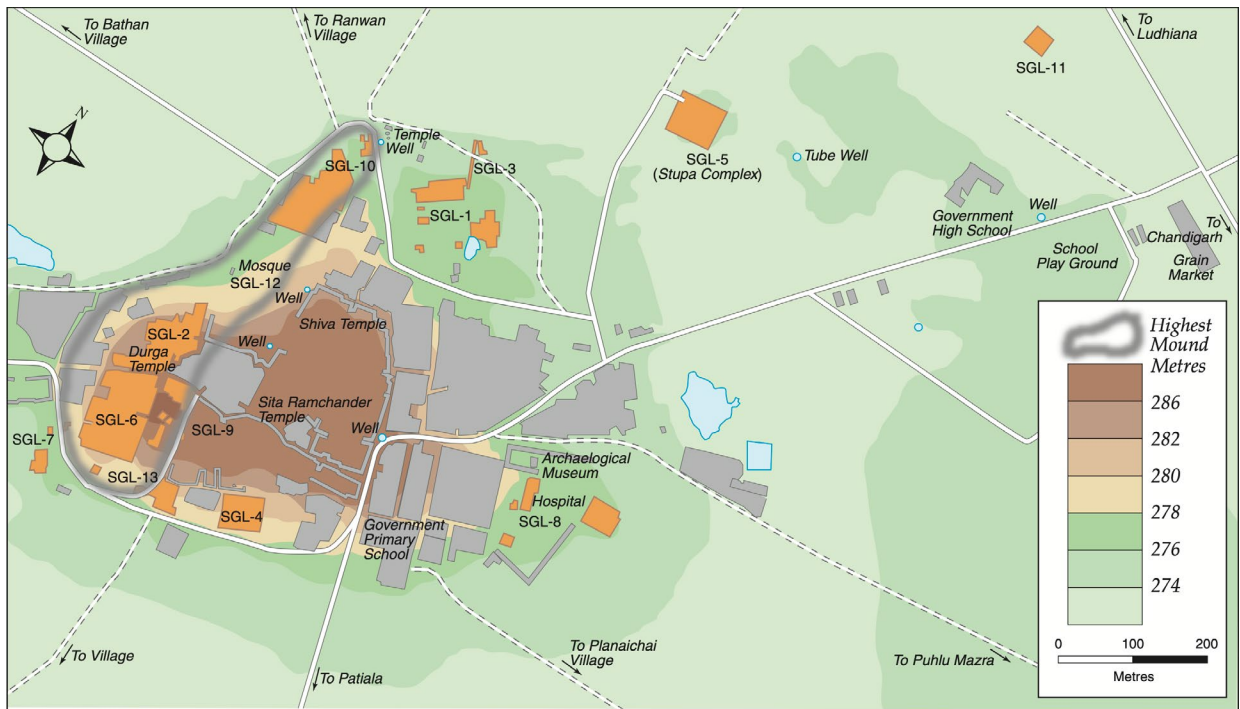 To Bathan
Village
To Ranwan
Village
To
Ludhiana
N
SGL-11
Temple
Well
SGL-10
SGL-3
SGL-5
(Stupa Complex)
Tube Well
SGL-1
Government
High School
Well
To
Chandigarh
School
Play Ground
Grain
Market
Mosque
SGL-12
Well
Shiva Temple
SGL-2
Durga
Temple
Well
Sita Ramchander
Temple
SGL-6
SGL-9
Well
SGL-7
SGL-13
SGL-4
Archaelogical
Museum
Hospital
SGL-8
Government
Primary
School
To Village
To Patiala
To Planaichai
Village
To Puhlu Mazra
Highest
Mound
Metres
286
282
280
278
276
274
0 100 200
Metres